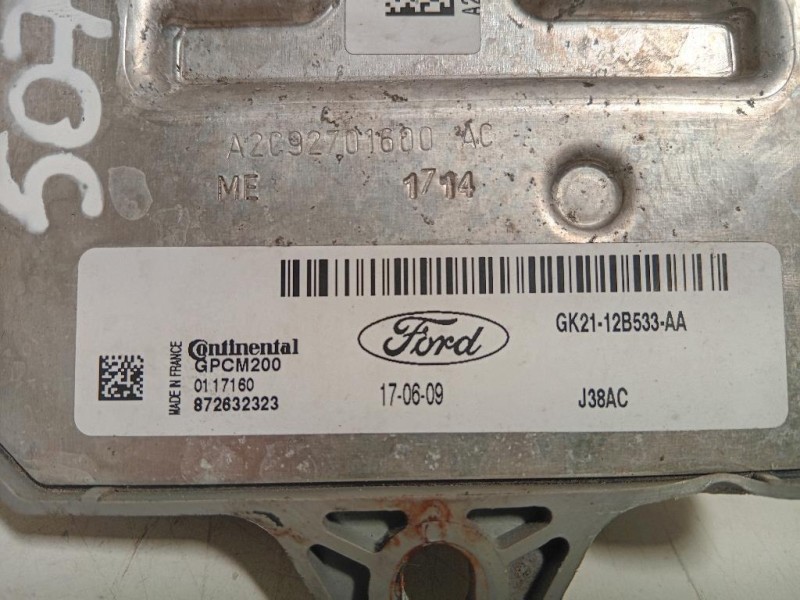 507
A2C92701600 AC
ME 1714
GK21-12B533-AA
MADE IN FRANCE
Continental
GPCM200
0117160
872632323
Ford
17-06-09
J38AC